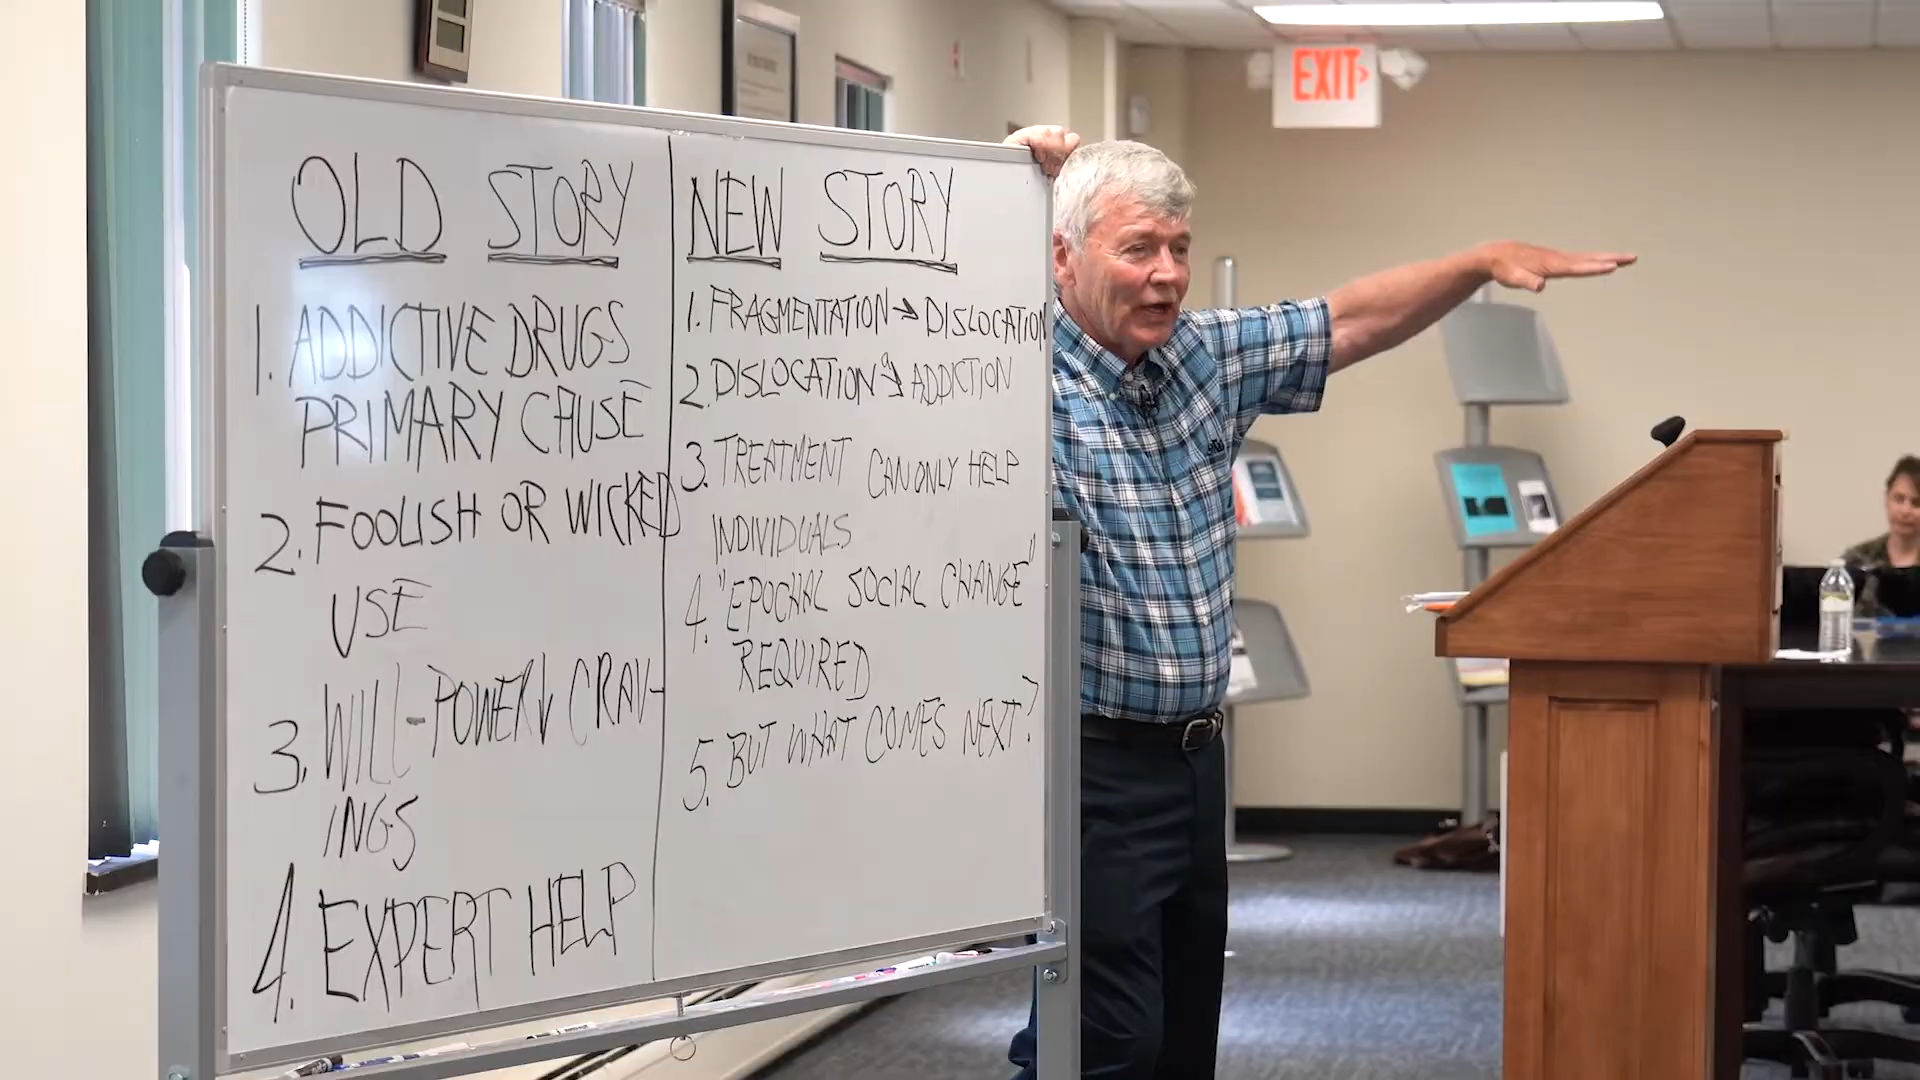 OLD STORY
1. ADDICTIVE DRUGS
PRIMARY CAUSE
2. FOOLISH OR WICKED
USE
3. WILL-POWER↓ CRAV-
INGS
4. EXPERT HELP
NEW STORY
1. FRAGMENTATION → DISLOCATION
2. DISLOCATION → ADDICTION
3. TREATMENT CAN ONLY HELP
INDIVIDUALS
4. "EPOCHAL SOCIAL CHANGE"
REQUIRED
5. BUT WHAT COMES NEXT?
EXIT